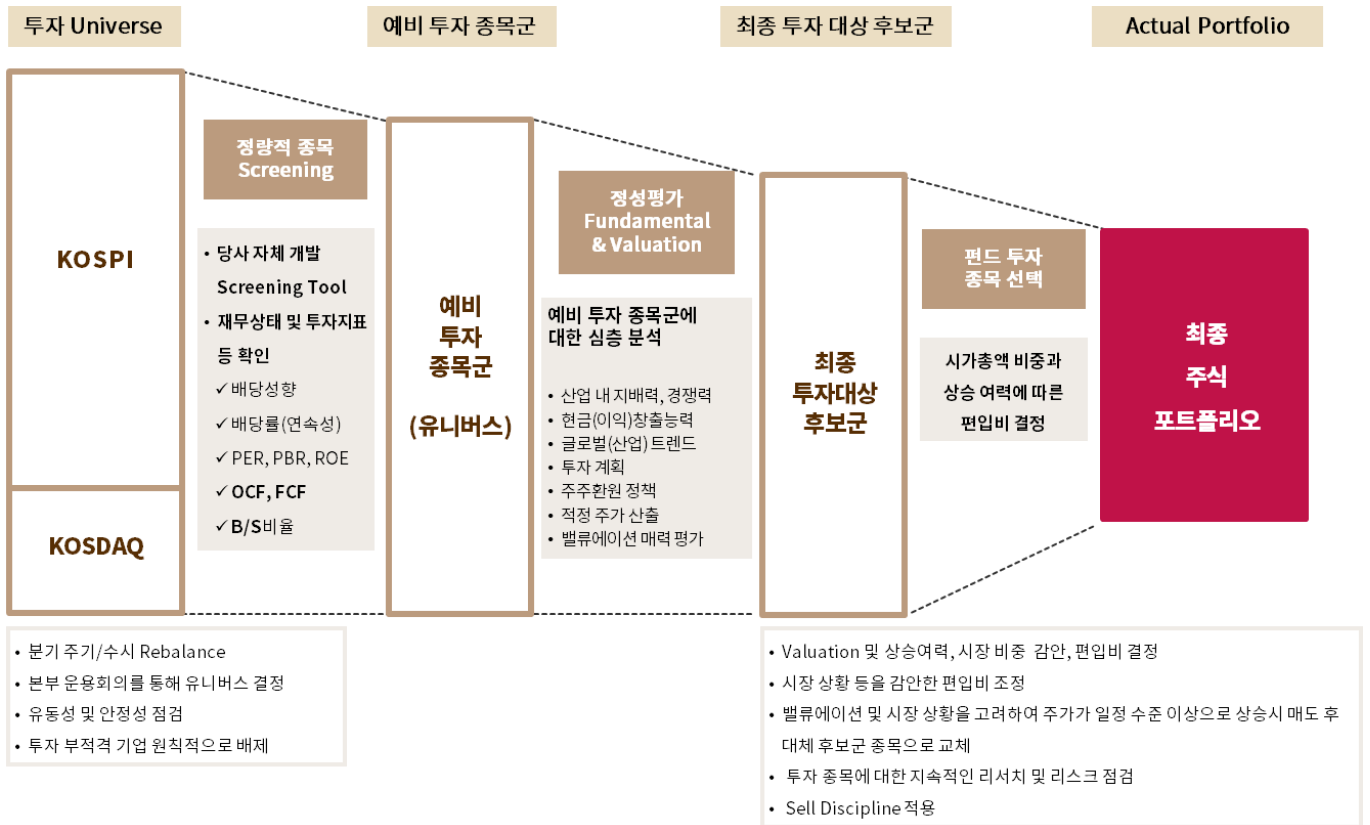 투자 Universe
예비 투자 종목군
최종 투자 대상 후보군
Actual Portfolio
KOSPI
KOSDAQ
정량적 종목
Screening
• 당사 자체 개발
Screening Tool
• 재무상태 및 투자지표
등 확인
✓ 배당성향
✓ 배당률(연속성)
✓ PER, PBR, ROE
✓ OCF, FCF
✓ B/S비율
예비
투자
종목군
(유니버스)
정성평가
Fundamental
& Valuation
예비 투자 종목군에
대한 심층 분석
• 산업 내 지배력, 경쟁력
• 현금(이익)창출능력
• 글로벌(산업) 트렌드
• 투자 계획
• 주주환원 정책
• 적정 주가 산출
• 밸류에이션 매력 평가
최종
투자대상
후보군
펀드 투자
종목 선택
시가총액 비중과
상승 여력에 따른
편입비 결정
최종
주식
포트폴리오
• 분기 주기/수시 Rebalance
• 본부 운용회의를 통해 유니버스 결정
• 유동성 및 안정성 점검
• 투자 부적격 기업 원칙적으로 배제
• Valuation 및 상승여력, 시장 비중 감안, 편입비 결정
• 시장 상황 등을 감안한 편입비 조정
• 밸류에이션 및 시장 상황을 고려하여 주가가 일정 수준 이상으로 상승시 매도 후
대체 후보군 종목으로 교체
• 투자 종목에 대한 지속적인 리서치 및 리스크 점검
• Sell Discipline 적용